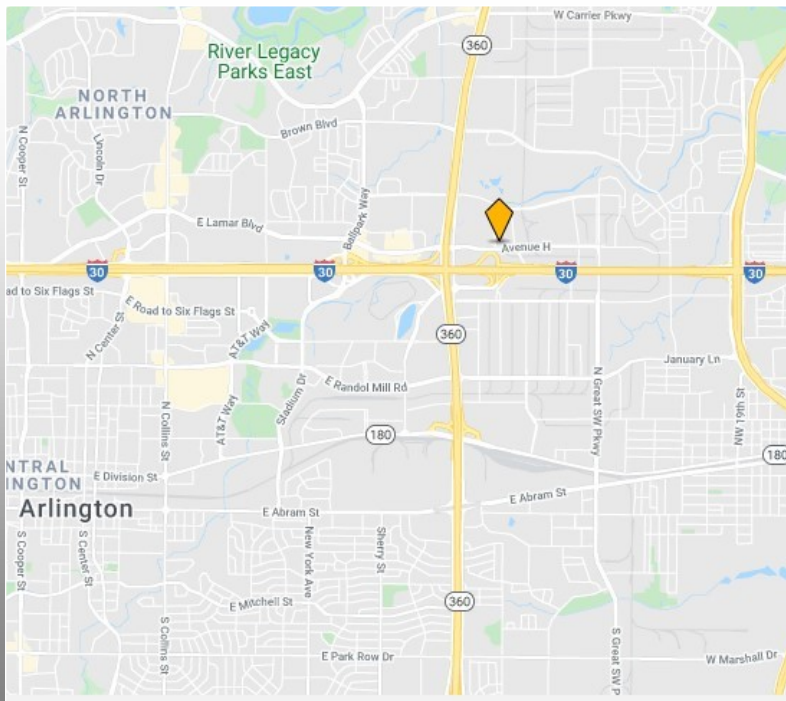 W Carrier Pkwy
360
River Legacy
Parks East
NORTH
ARLINGTON
Brown Blvd
N Cooper St
Lincoln Dr
E Lamar Blvd
Ballpark Way
Avenue H
30
30
30
30
ad to Six Flags St
E Road to Six Flags St
N Center St
AT&T Way
360
January Ln
E Randol Mill Rd
Stadium Dr
AT&T Way
N Collins St
N Great SW Pkwy
NW 19th St
180
180
NTRAL
INGTON
E Division St
E Abram St
Arlington
E Abram St
S Cooper St
S Center St
New York Ave
Sherry St
360
E Mitchell St
S Collins St
E Park Row Dr
S Great SW P
W Marshall Dr